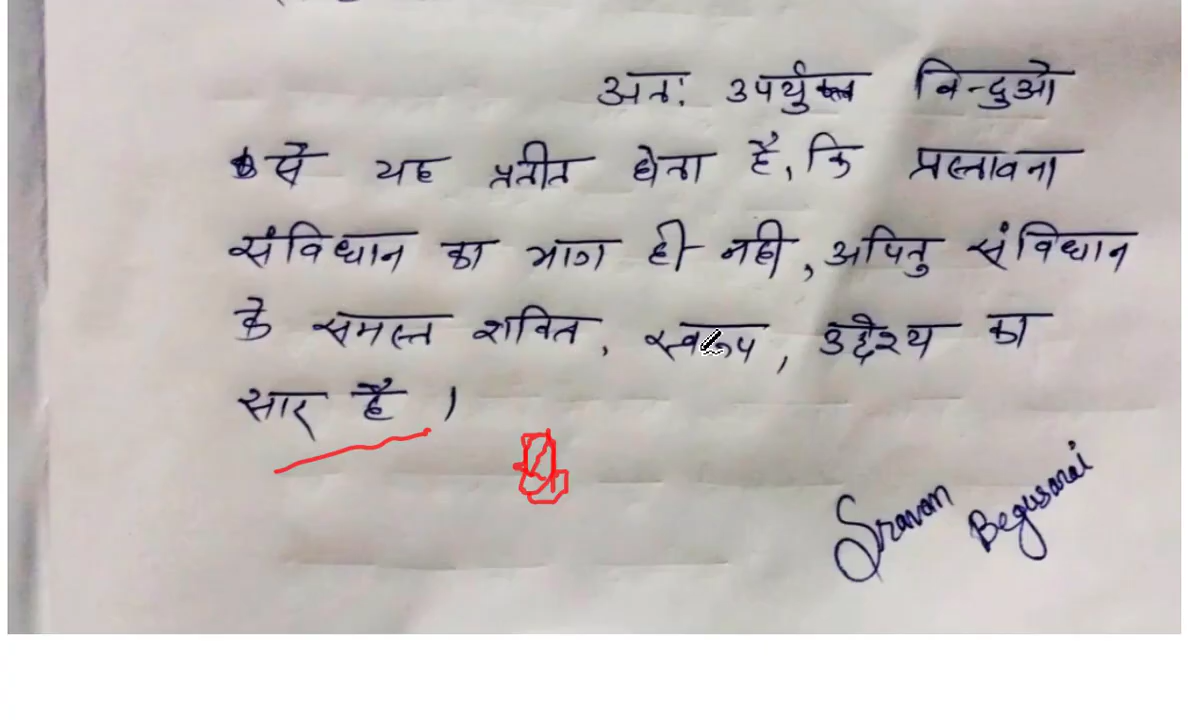 अतः उपर्युक्त बिन्दुओ
से यह प्रतीत होता है, कि प्रस्तावना
संविधान का भाग ही नही, अपितु संविधान
के समस्त शक्ति, स्वरूप, उद्देश्य का
सार है ।
Sravan
Begusarai